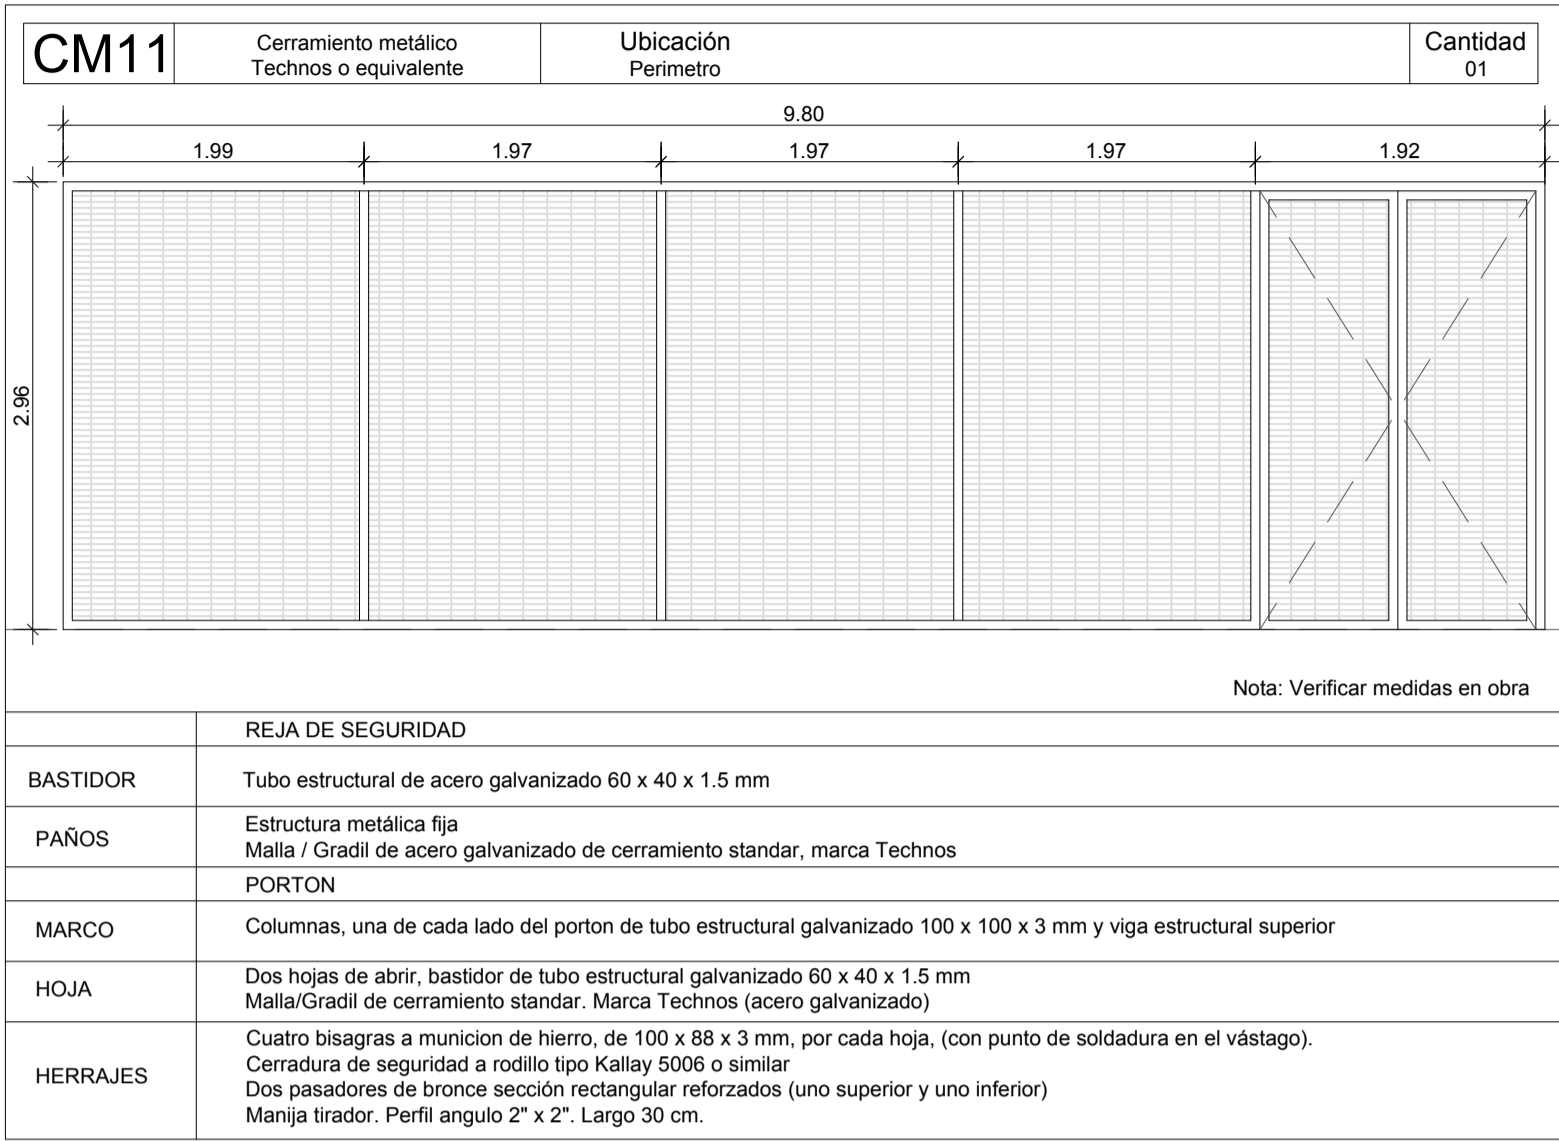 CM11
Cerramiento metálico
Technos o equivalente
Ubicación
Perimetro
Cantidad
01
9.80
1.99
1.97
1.97
1.97
1.92
2.96
Nota: Verificar medidas en obra
REJA DE SEGURIDAD
BASTIDOR
Tubo estructural de acero galvanizado 60 x 40 x 1.5 mm
PAÑOS
Estructura metálica fija
Malla / Gradil de acero galvanizado de cerramiento standar, marca Technos
PORTON
MARCO
Columnas, una de cada lado del porton de tubo estructural galvanizado 100 x 100 x 3 mm y viga estructural superior
HOJA
Dos hojas de abrir, bastidor de tubo estructural galvanizado 60 x 40 x 1.5 mm
Malla/Gradil de cerramiento standar. Marca Technos (acero galvanizado)
HERRAJES
Cuatro bisagras a municion de hierro, de 100 x 88 x 3 mm, por cada hoja, (con punto de soldadura en el vástago).
Cerradura de seguridad a rodillo tipo Kallay 5006 o similar
Dos pasadores de bronce sección rectangular reforzados (uno superior y uno inferior)
Manija tirador. Perfil angulo 2" x 2". Largo 30 cm.